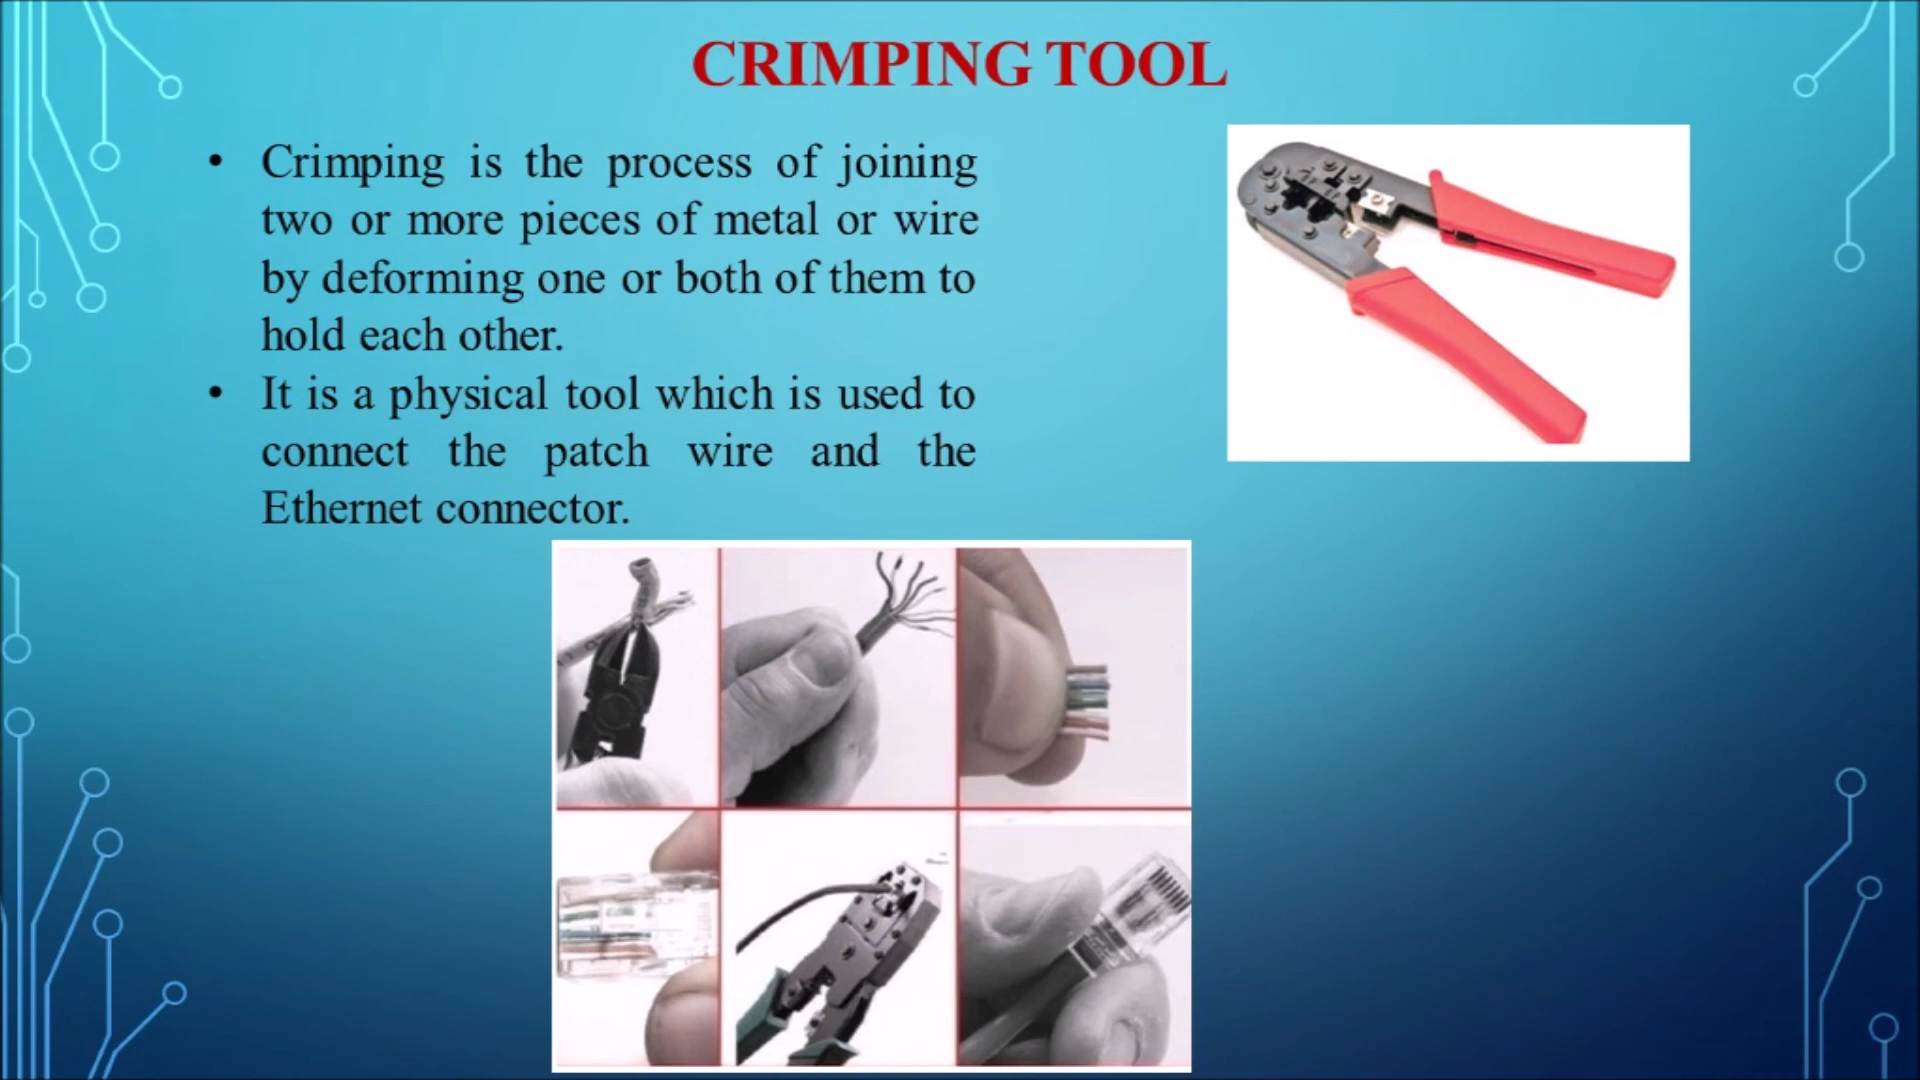 CRIMPING TOOL
• Crimping is the process of joining
two or more pieces of metal or wire
by deforming one or both of them to
hold each other.
• It is a physical tool which is used to
connect the patch wire and the
Ethernet connector.